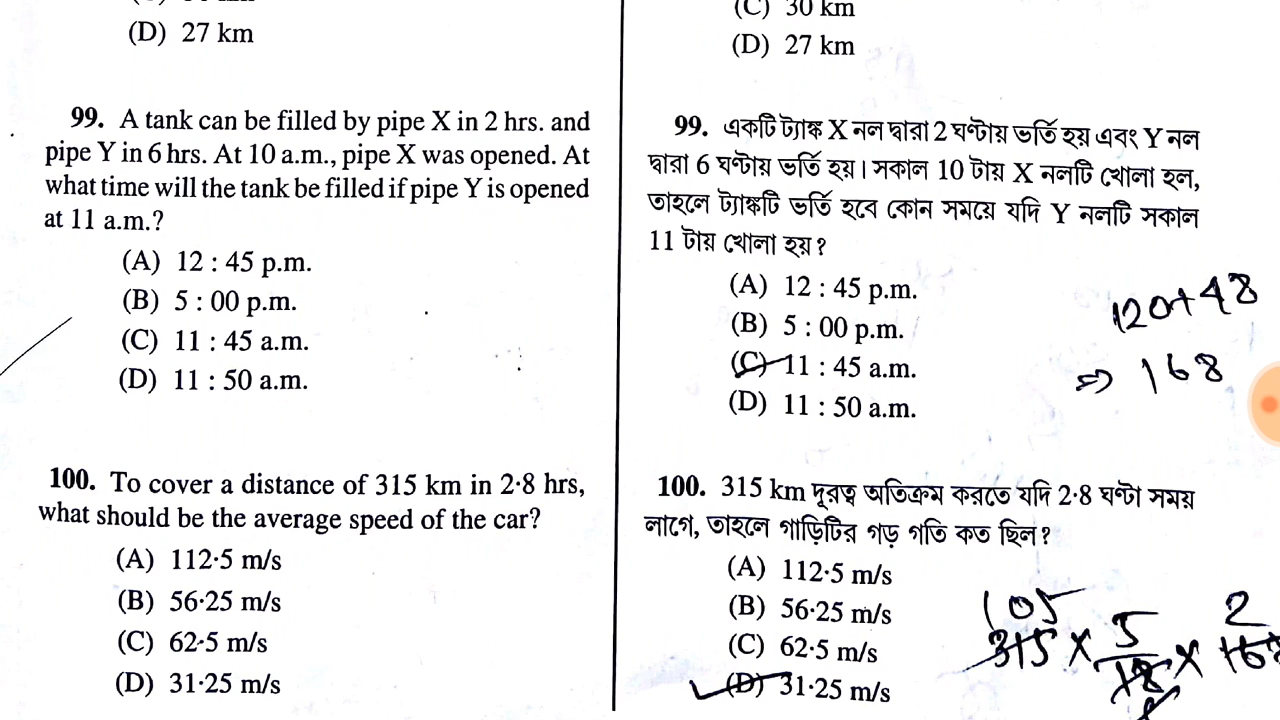 (D) 27 km
99. A tank can be filled by pipe X in 2 hrs. and
pipe Y in 6 hrs. At 10 a.m., pipe X was opened. At
what time will the tank be filled if pipe Y is opened
at 11 a.m.?
(A) 12 : 45 p.m.
(B) 5 : 00 p.m.
(C) 11 : 45 a.m.
(D) 11 : 50 a.m.
100. To cover a distance of 315 km in 2·8 hrs,
what should be the average speed of the car?
(A) 112·5 m/s
(B) 56·25 m/s
(C) 62·5 m/s
(D) 31·25 m/s
(C) 30 km
(D) 27 km
99. একটি ট্যাঙ্ক X নল দ্বারা 2 ঘণ্টায় ভর্তি হয় এবং Y নল
দ্বারা 6 ঘণ্টায় ভর্তি হয়। সকাল 10 টায় X নলটি খোলা হল,
তাহলে ট্যাঙ্কটি ভর্তি হবে কোন সময়ে যদি Y নলটি সকাল
11 টায় খোলা হয়?
(A) 12 : 45 p.m.
(B) 5 : 00 p.m.
(C) 11 : 45 a.m.
(D) 11 : 50 a.m.
120+48
⇒ 168
100. 315 km দূরত্ব অতিক্রম করতে যদি 2·8 ঘণ্টা সময়
লাগে, তাহলে গাড়িটির গড় গতি কত ছিল?
(A) 112·5 m/s
(B) 56·25 m/s
(C) 62·5 m/s
(D) 31·25 m/s
105 5 2
315 × 18 × 168